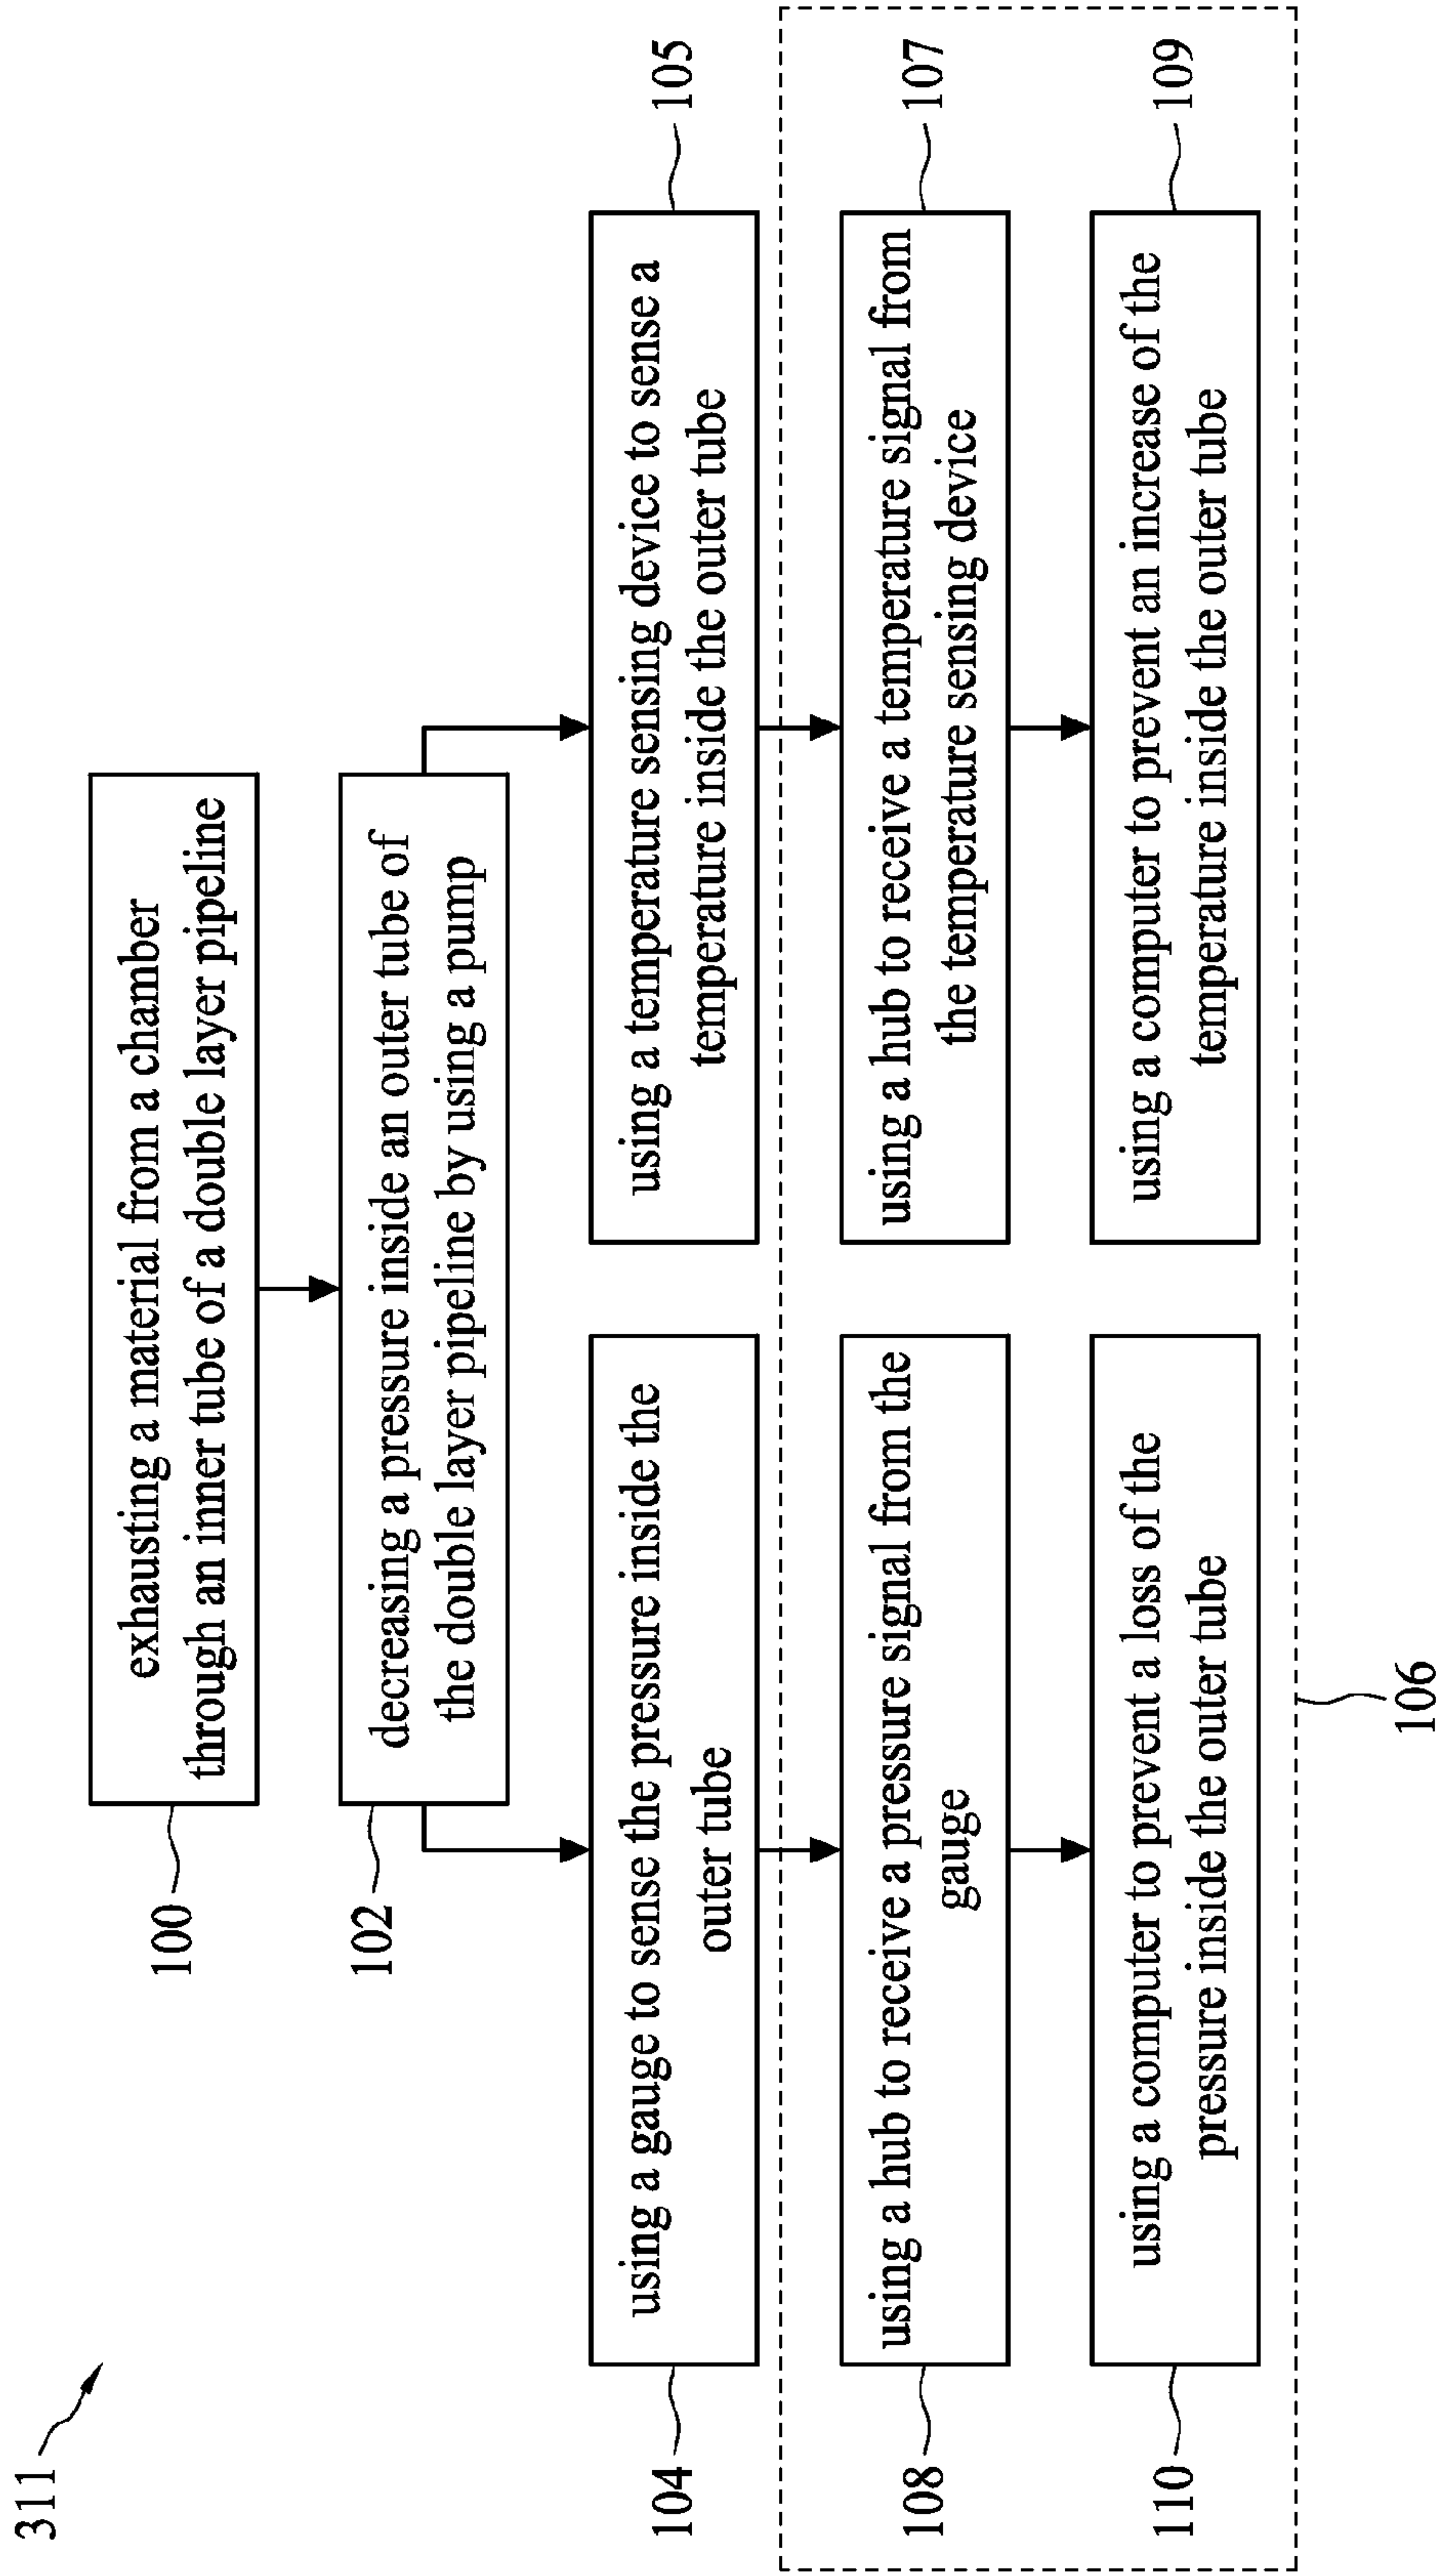 311
100
exhausting a material from a chamber
through an inner tube of a double layer pipeline
102
decreasing a pressure inside an outer tube of
the double layer pipeline by using a pump
104
using a gauge to sense the pressure inside the
outer tube
using a temperature sensing device to sense a
temperature inside the outer tube
105
108
using a hub to receive a pressure signal from the
gauge
using a hub to receive a temperature signal from
the temperature sensing device
107
110
using a computer to prevent a loss of the
pressure inside the outer tube
using a computer to prevent an increase of the
temperature inside the outer tube
109
106